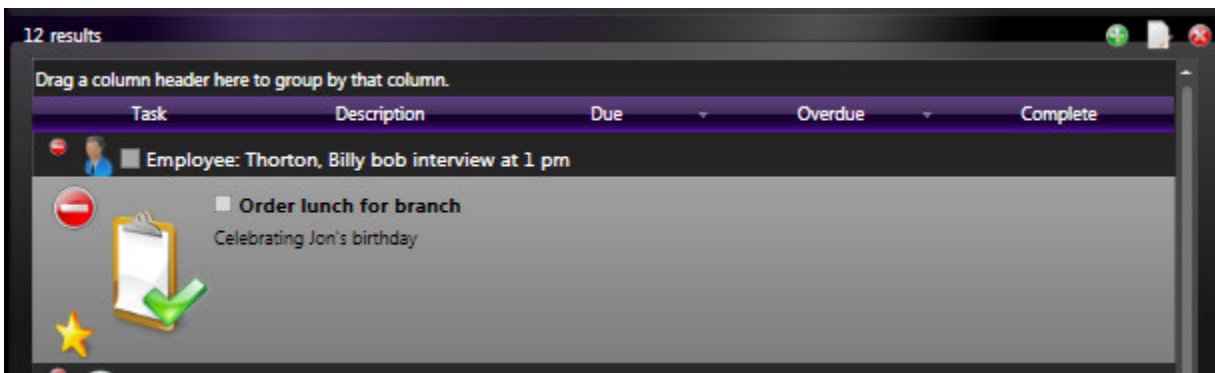 12 results
Drag a column header here to group by that column.
Task Description Due Overdue Complete
Employee: Thorton, Billy bob interview at 1 pm
Order lunch for branch
Celebrating Jon's birthday